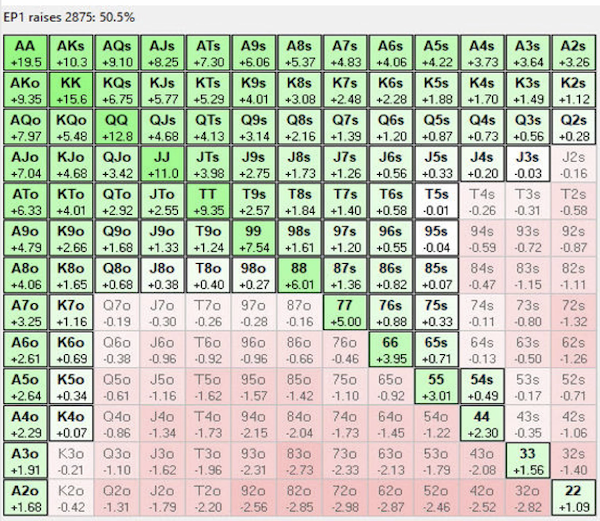 EP1 raises 2875: 50.5%
AA AKs AQs AJs ATs A9s A8s A7s A6s A5s A4s A3s A2s
+19.5 +10.3 +9.10 +8.25 +7.30 +6.06 +5.37 +4.83 +4.06 +4.22 +3.73 +3.64 +3.26
AKo KK KQs KJs KTs K9s K8s K7s K6s K5s K4s K3s K2s
+9.35 +15.6 +6.75 +5.77 +5.29 +4.01 +3.08 +2.48 +2.28 +1.88 +1.70 +1.49 +1.12
AQo KQo QQ QJs QTs Q9s Q8s Q7s Q6s Q5s Q4s Q3s Q2s
+7.97 +5.48 +12.8 +4.68 +4.13 +3.14 +2.16 +1.39 +1.20 +0.87 +0.73 +0.56 +0.28
AJo KJo QJo JJ JTs J9s J8s J7s J6s J5s J4s J3s J2s
+7.04 +4.68 +3.42 +11.0 +3.98 +2.75 +1.73 +1.26 +0.56 +0.33 +0.20 -0.03 -0.16
ATo KTo QTo JTo TT T9s T8s T7s T6s T5s T4s T3s T2s
+6.33 +4.01 +2.92 +2.55 +9.35 +2.57 +1.84 +1.40 +0.58 -0.01 -0.26 -0.31 -0.58
A9o K9o Q9o J9o T9o 99 98s 97s 96s 95s 94s 93s 92s
+4.79 +2.66 +1.68 +1.33 +1.24 +7.54 +1.61 +1.20 +0.55 -0.04 -0.59 -0.72 -0.87
A8o K8o Q8o J8o T8o 98o 88 87s 86s 85s 84s 83s 82s
+4.06 +1.65 +0.68 +0.38 +0.40 +0.27 +6.01 +1.36 +0.82 +0.07 -0.47 -1.15 -1.11
A7o K7o Q7o J7o T7o 97o 87o 77 76s 75s 74s 73s 72s
+3.25 +1.16 -0.19 -0.30 -0.26 -0.28 -0.16 +5.00 +0.88 +0.33 -0.11 -0.80 -1.32
A6o K6o Q6o J6o T6o 96o 86o 76o 66 65s 64s 63s 62s
+2.61 +0.69 -0.38 -0.96 -0.92 -0.96 -0.66 -0.46 +3.95 +0.71 -0.13 -0.50 -1.26
A5o K5o Q5o J5o T5o 95o 85o 75o 65o 55 54s 53s 52s
+2.64 +0.34 -0.61 -1.16 -1.62 -1.57 -1.42 -1.10 -0.92 +3.01 +0.49 -0.17 -0.71
A4o K4o Q4o J4o T4o 94o 84o 74o 64o 54o 44 43s 42s
+2.29 +0.07 -0.86 -1.34 -1.73 -2.15 -2.04 -1.73 -1.45 -1.22 +2.30 -0.35 -1.06
A3o K3o Q3o J3o T3o 93o 83o 73o 63o 53o 43o 33 32s
+1.91 -0.21 -1.10 -1.62 -1.96 -2.31 -2.73 -2.33 -2.13 -1.79 -2.08 +1.56 -1.40
A2o K2o Q2o J2o T2o 92o 82o 72o 62o 52o 42o 32o 22
+1.68 -0.42 -1.31 -1.79 -2.20 -2.56 -2.85 -2.98 -2.87 -2.46 -2.52 -2.82 +1.09